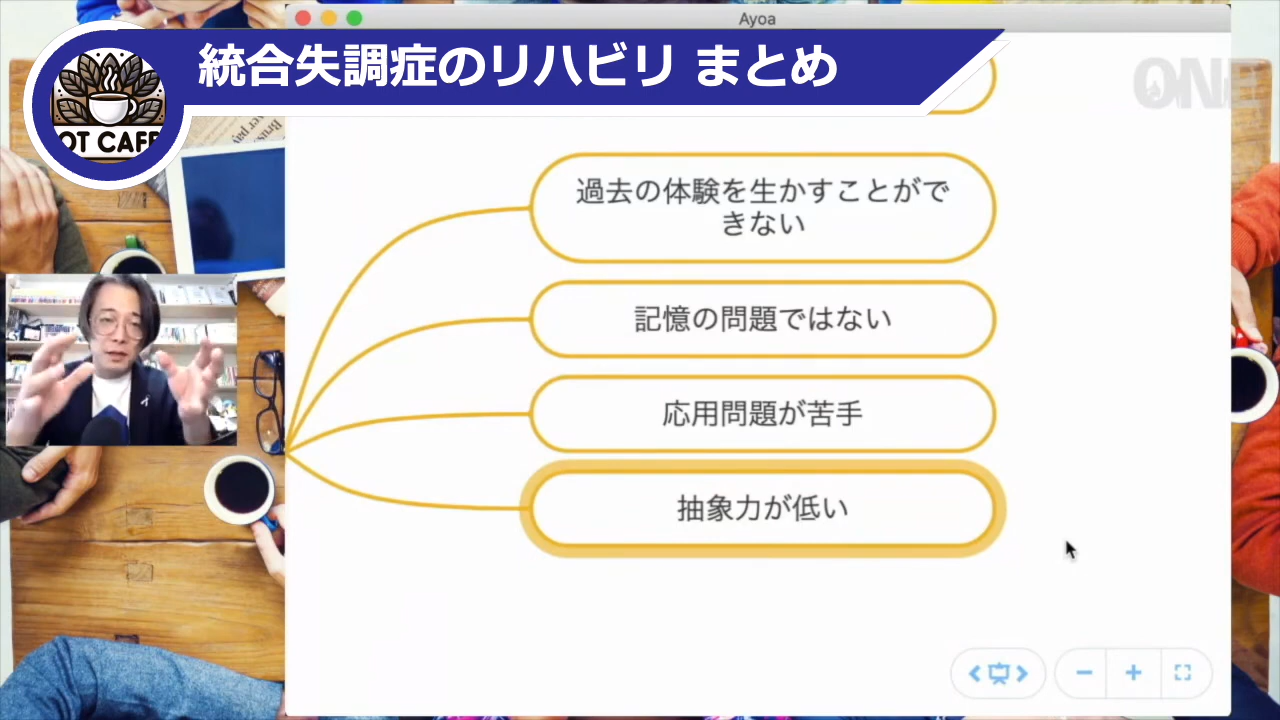 Ayoa
統合失調症のリハビリ まとめ
OT CAFE
ONE
過去の体験を生かすことがで
きない
記憶の問題ではない
応用問題が苦手
抽象力が低い